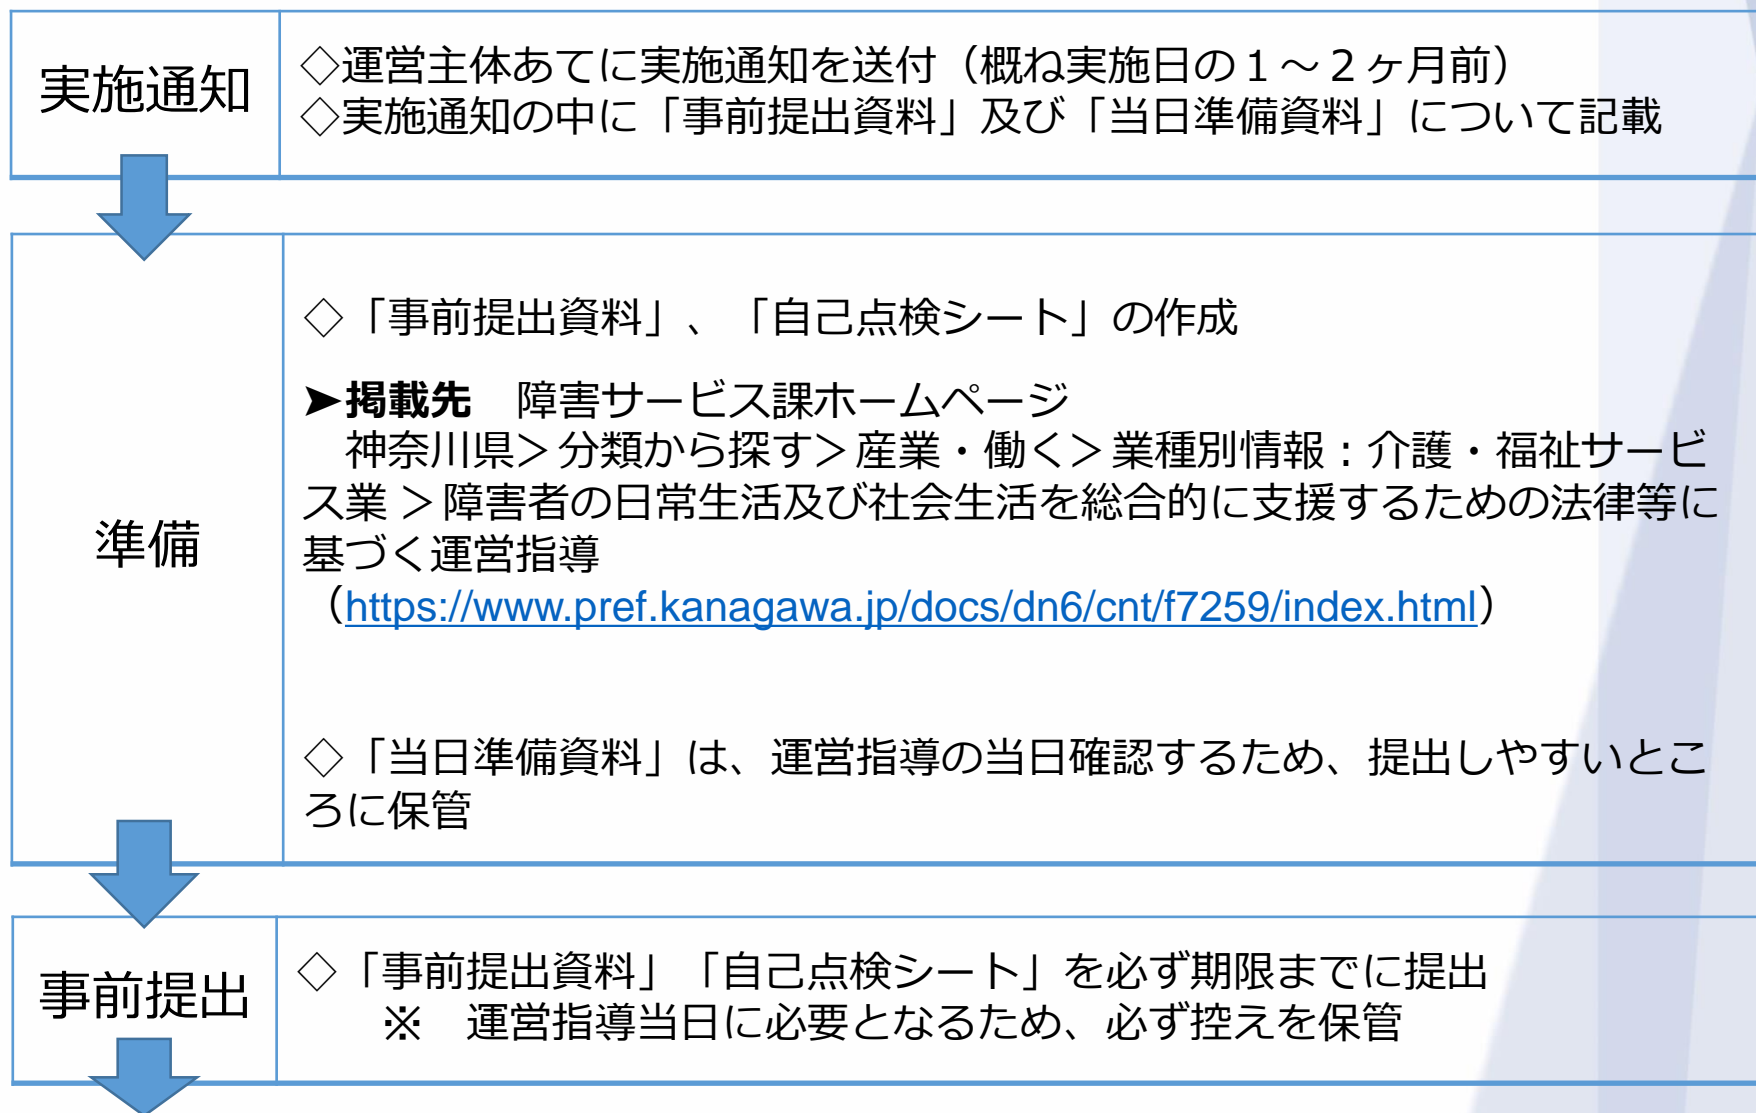 実施通知
◇運営主体あてに実施通知を送付（概ね実施日の１～２ヶ月前）
◇実施通知の中に「事前提出資料」及び「当日準備資料」について記載
準備
◇「事前提出資料」、「自己点検シート」の作成
➤掲載先　障害サービス課ホームページ
神奈川県＞分類から探す＞産業・働く＞業種別情報：介護・福祉サービ
ス業 ＞障害者の日常生活及び社会生活を総合的に支援するための法律等に
基づく運営指導
（https://www.pref.kanagawa.jp/docs/dn6/cnt/f7259/index.html）
◇「当日準備資料」は、運営指導の当日確認するため、提出しやすいとこ
ろに保管
事前提出
◇「事前提出資料」「自己点検シート」を必ず期限までに提出
※　運営指導当日に必要となるため、必ず控えを保管